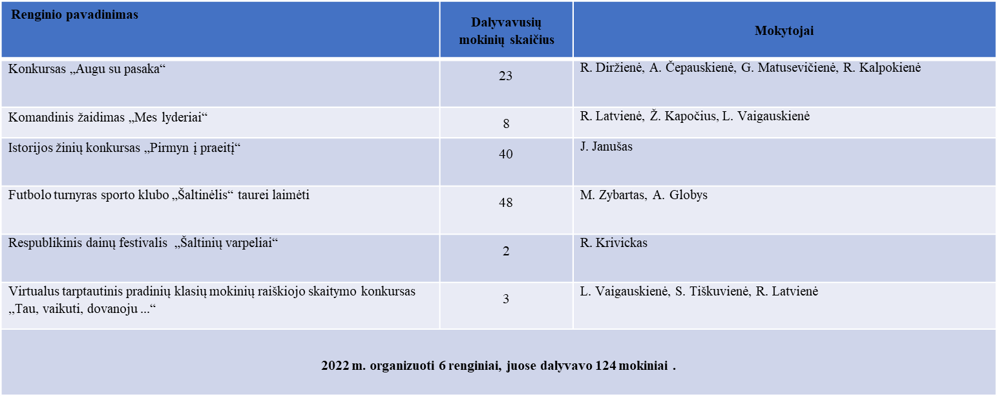 Renginio pavadinimas
Dalyvavusių
mokinių skaičius
Mokytojai
Konkursas „Augu su pasaka“
23
R. Diržienė, A. Čepauskienė, G. Matusevičienė, R. Kalpokienė
Komandinis žaidimas „Mes lyderiai“
8
R. Latvienė, Ž. Kapočius, L. Vaigauskienė
Istorijos žinių konkursas „Pirmyn į praeitį“
40
J. Janušas
Futbolo turnyras sporto klubo „Šaltinėlis“ taurei laimėti
48
M. Zybartas, A. Globys
Respublikinis dainų festivalis „Šaltinių varpeliai“
2
R. Krivickas
Virtualus tarptautinis pradinių klasių mokinių raiškiojo skaitymo konkursas
„Tau, vaikuti, dovanoju ...“
3
L. Vaigauskienė, S. Tiškuvienė, R. Latvienė
2022 m. organizuoti 6 renginiai, juose dalyvavo 124 mokiniai .